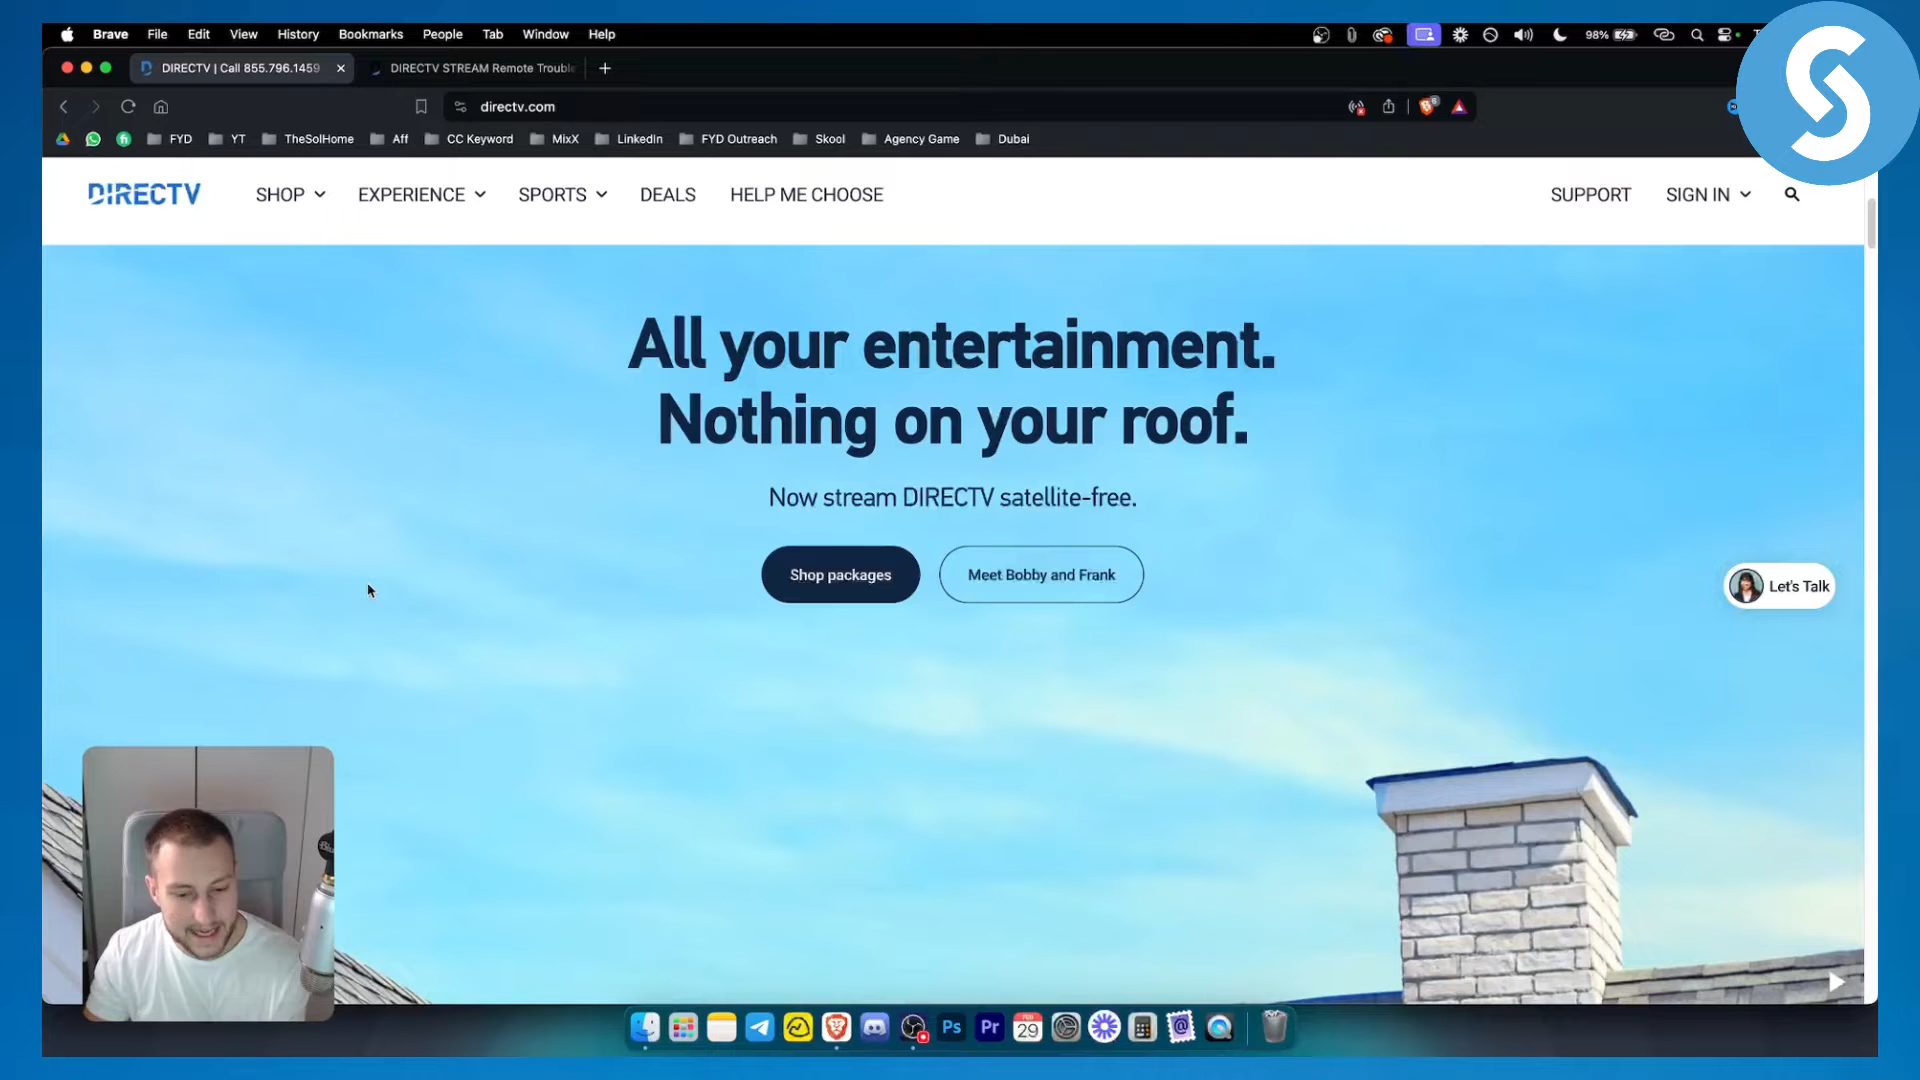 Brave File Edit View History Bookmarks People Tab Window Help 98%
DIRECTV | Call 855.796.1459 DIRECTV STREAM Remote Trouble
directv.com
FYD YT TheSolHome Aff CC Keyword MixX LinkedIn FYD Outreach Skool Agency Game Dubai
DIRECTV SHOP EXPERIENCE SPORTS DEALS HELP ME CHOOSE SUPPORT SIGN IN
All your entertainment.
Nothing on your roof.
Now stream DIRECTV satellite-free.
Shop packages Meet Bobby and Frank
Let's Talk
Ps Pr FEB 29